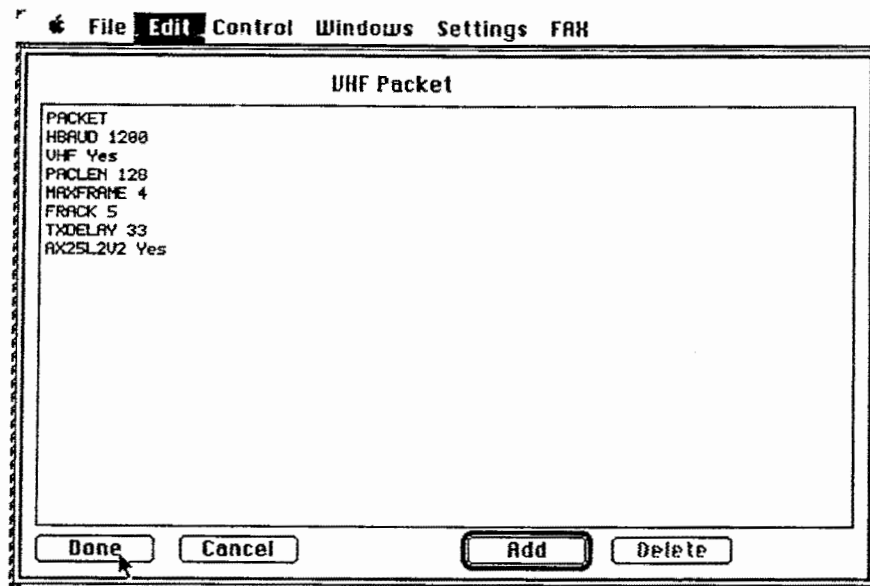 File Edit Control Windows Settings FAX
VHF Packet
PACKET
HBAUD 1200
VHF Yes
PACLEN 128
MAXFRAME 4
FRACK 5
TXDELAY 33
AX25L2V2 Yes
Done Cancel Add Delete